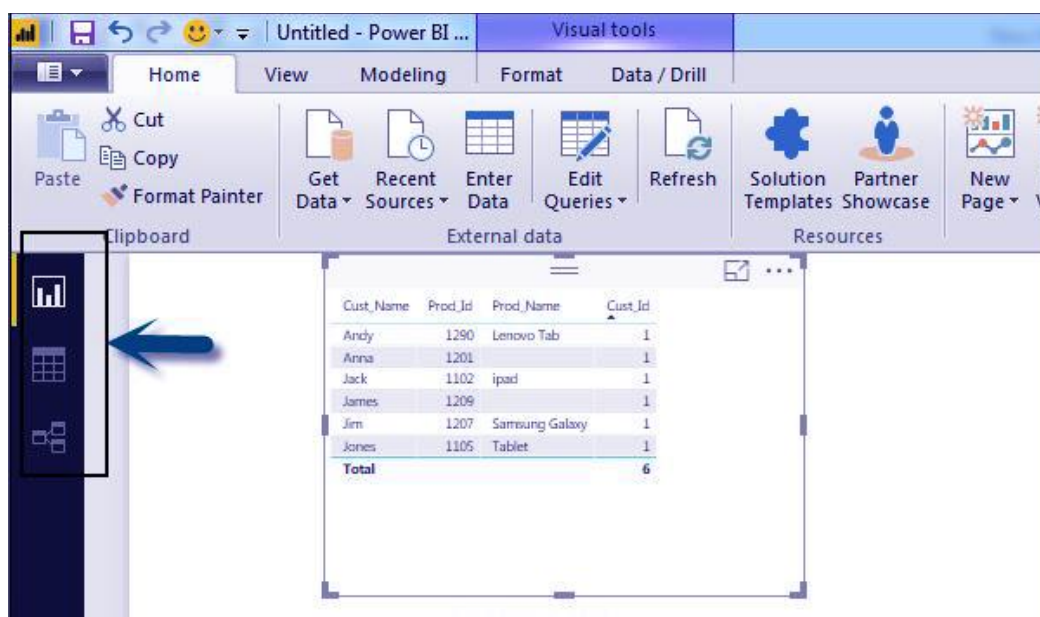 Untitled - Power BI ... Visual tools
Home View Modeling Format Data / Drill
Paste
Cut
Copy
Format Painter
Clipboard
Get Data
Recent Sources
Enter Data
Edit Queries
Refresh
External data
Solution Templates
Partner Showcase
Resources
New Page
Cust_Name Prod_Id Prod_Name Cust_Id
Andy 1290 Lenovo Tab 1
Anna 1201 1
Jack 1102 ipad 1
James 1209 1
Jim 1207 Samsung Galaxy 1
Jones 1105 Tablet 1
Total 6